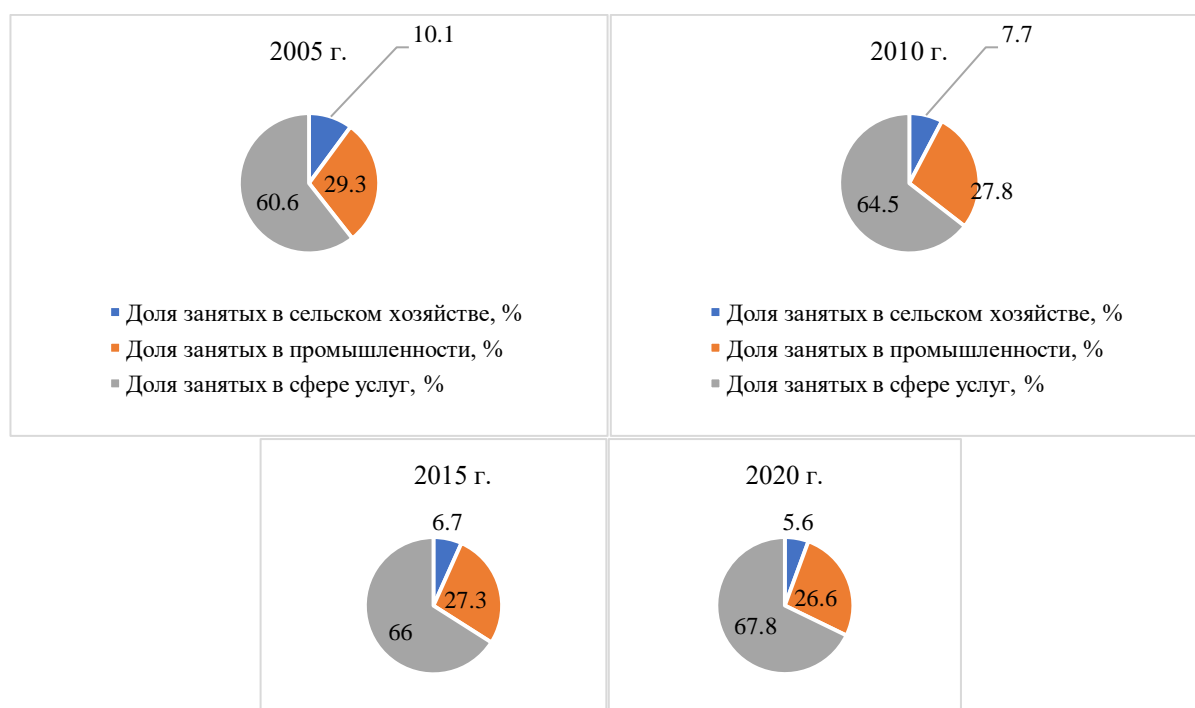 2005 г.
10.1
29.3
60.6
Доля занятых в сельском хозяйстве, %
Доля занятых в промышленности, %
Доля занятых в сфере услуг, %
2010 г.
7.7
27.8
64.5
Доля занятых в сельском хозяйстве, %
Доля занятых в промышленности, %
Доля занятых в сфере услуг, %
2015 г.
6.7
27.3
66
2020 г.
5.6
26.6
67.8